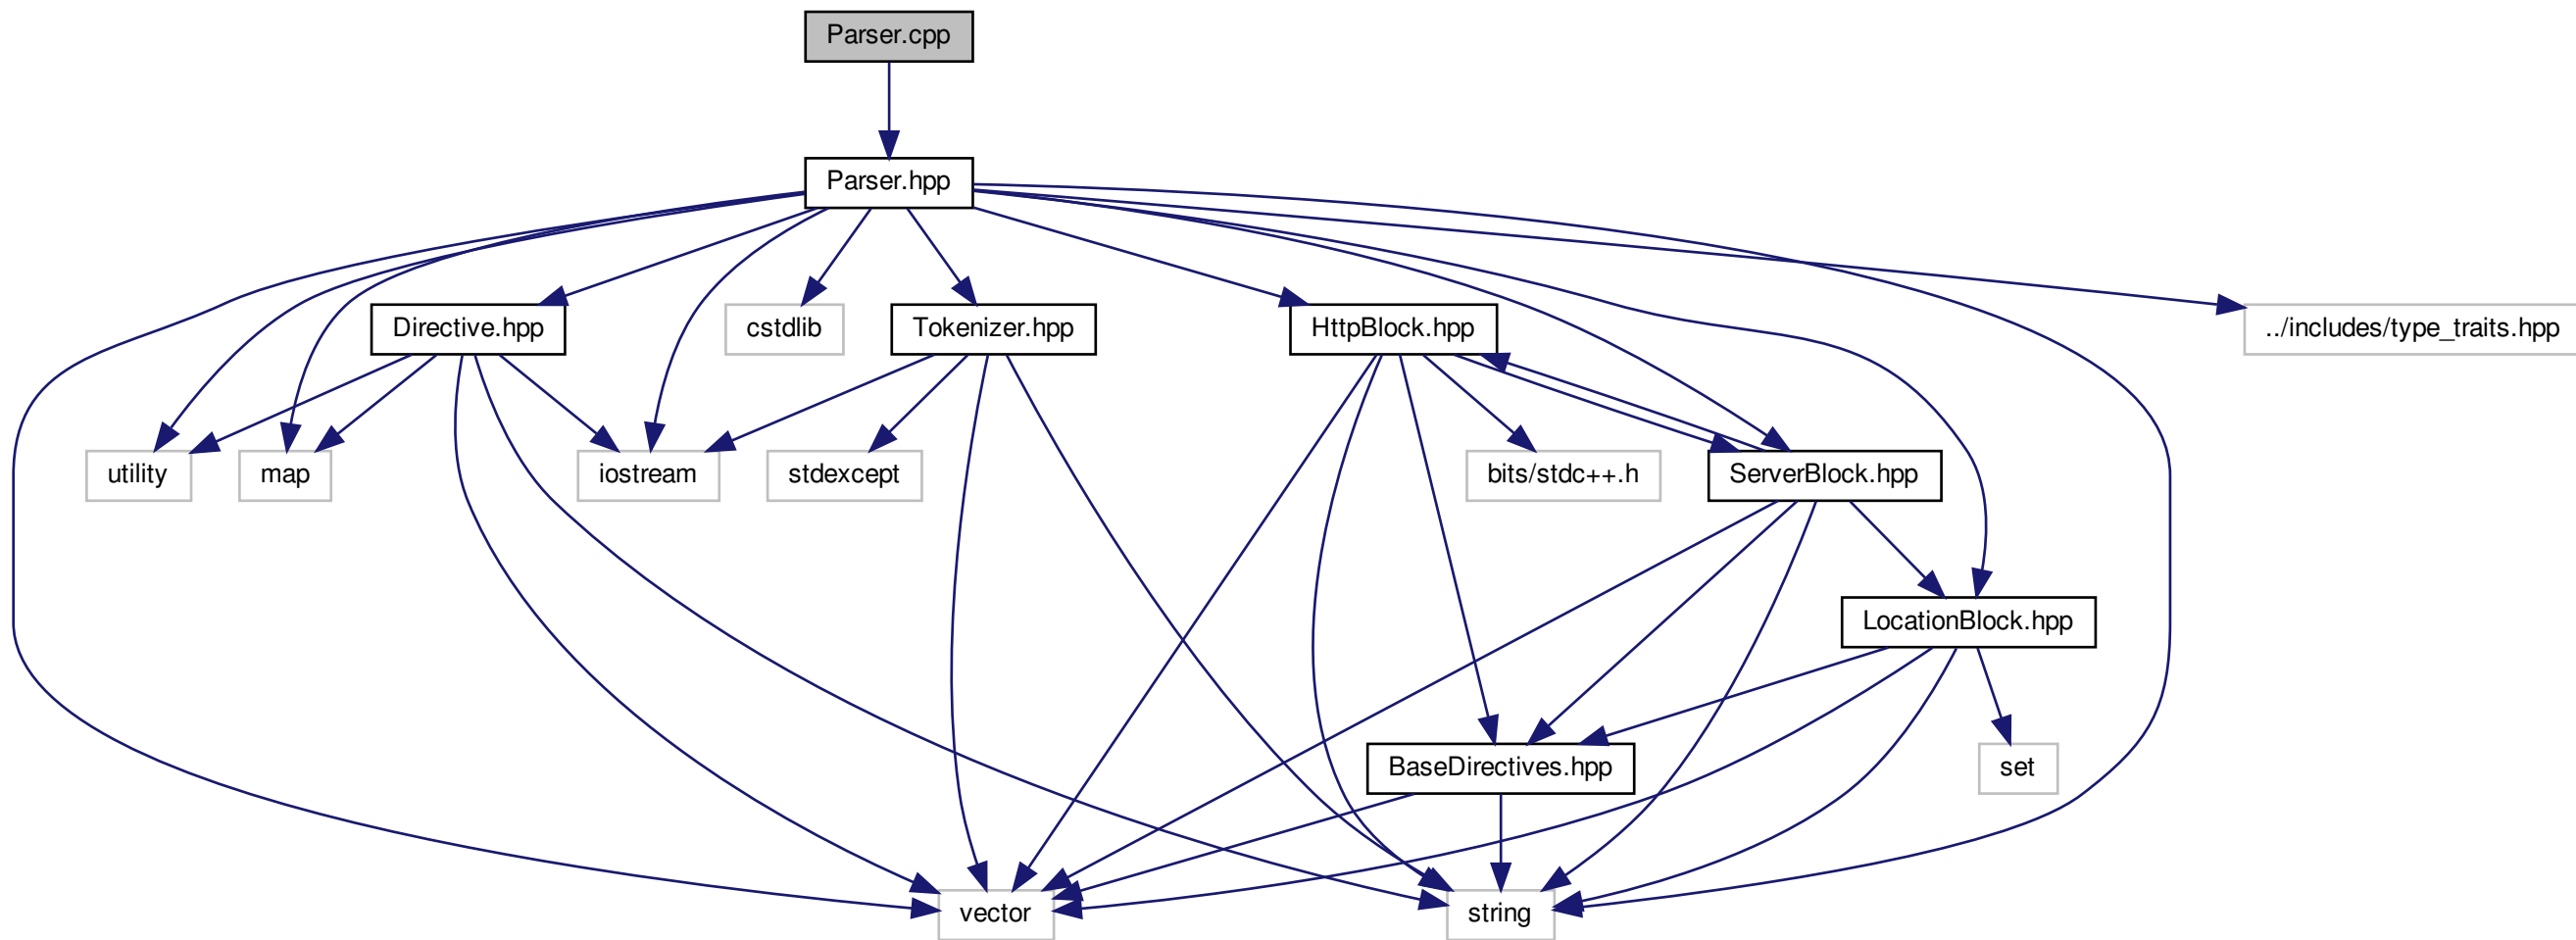 Parser.cpp
Parser.hpp
Directive.hpp
cstdlib
Tokenizer.hpp
HttpBlock.hpp
../includes/type_traits.hpp
utility
map
iostream
stdexcept
bits/stdc++.h
ServerBlock.hpp
LocationBlock.hpp
BaseDirectives.hpp
set
vector
string